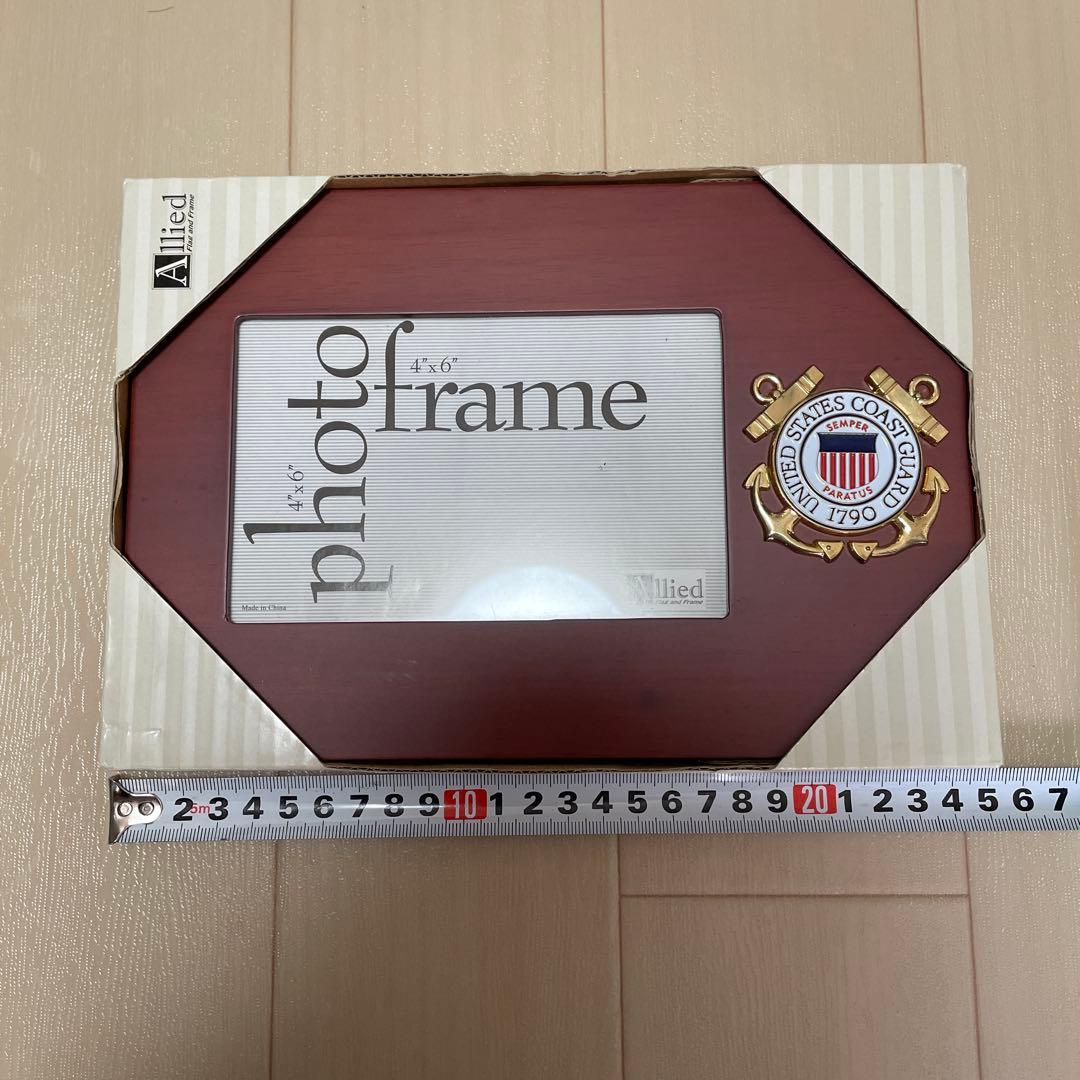 Allied
Flag and Frame
photo
4"x6"
frame
4"x6"
Made in China
Allied
Flag and Frame
UNITED STATES COAST GUARD
SEMPER
PARATUS
1790
2 5m 3 4 5 6 7 8 9 10 1 2 3 4 5 6 7 8 9 20 1 2 3 4 5 6 7